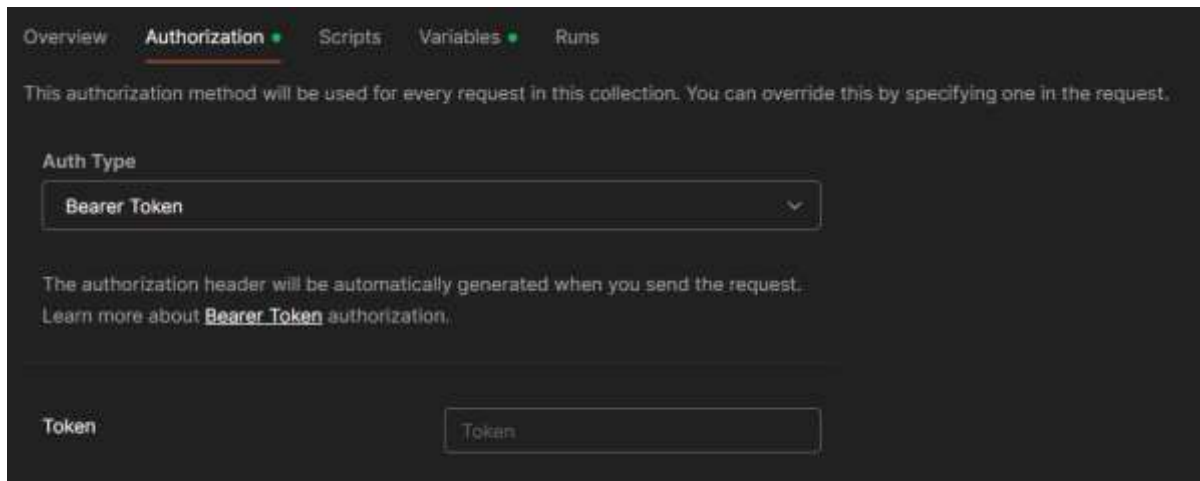 Overview Authorization Scripts Variables Runs
This authorization method will be used for every request in this collection. You can override this by specifying one in the request.
Auth Type
Bearer Token
The authorization header will be automatically generated when you send the request.
Learn more about Bearer Token authorization.
Token Token